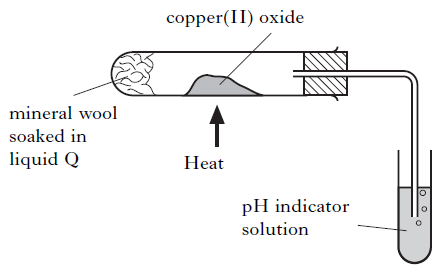 copper(II) oxide
mineral wool
soaked in
liquid Q
Heat
pH indicator
solution